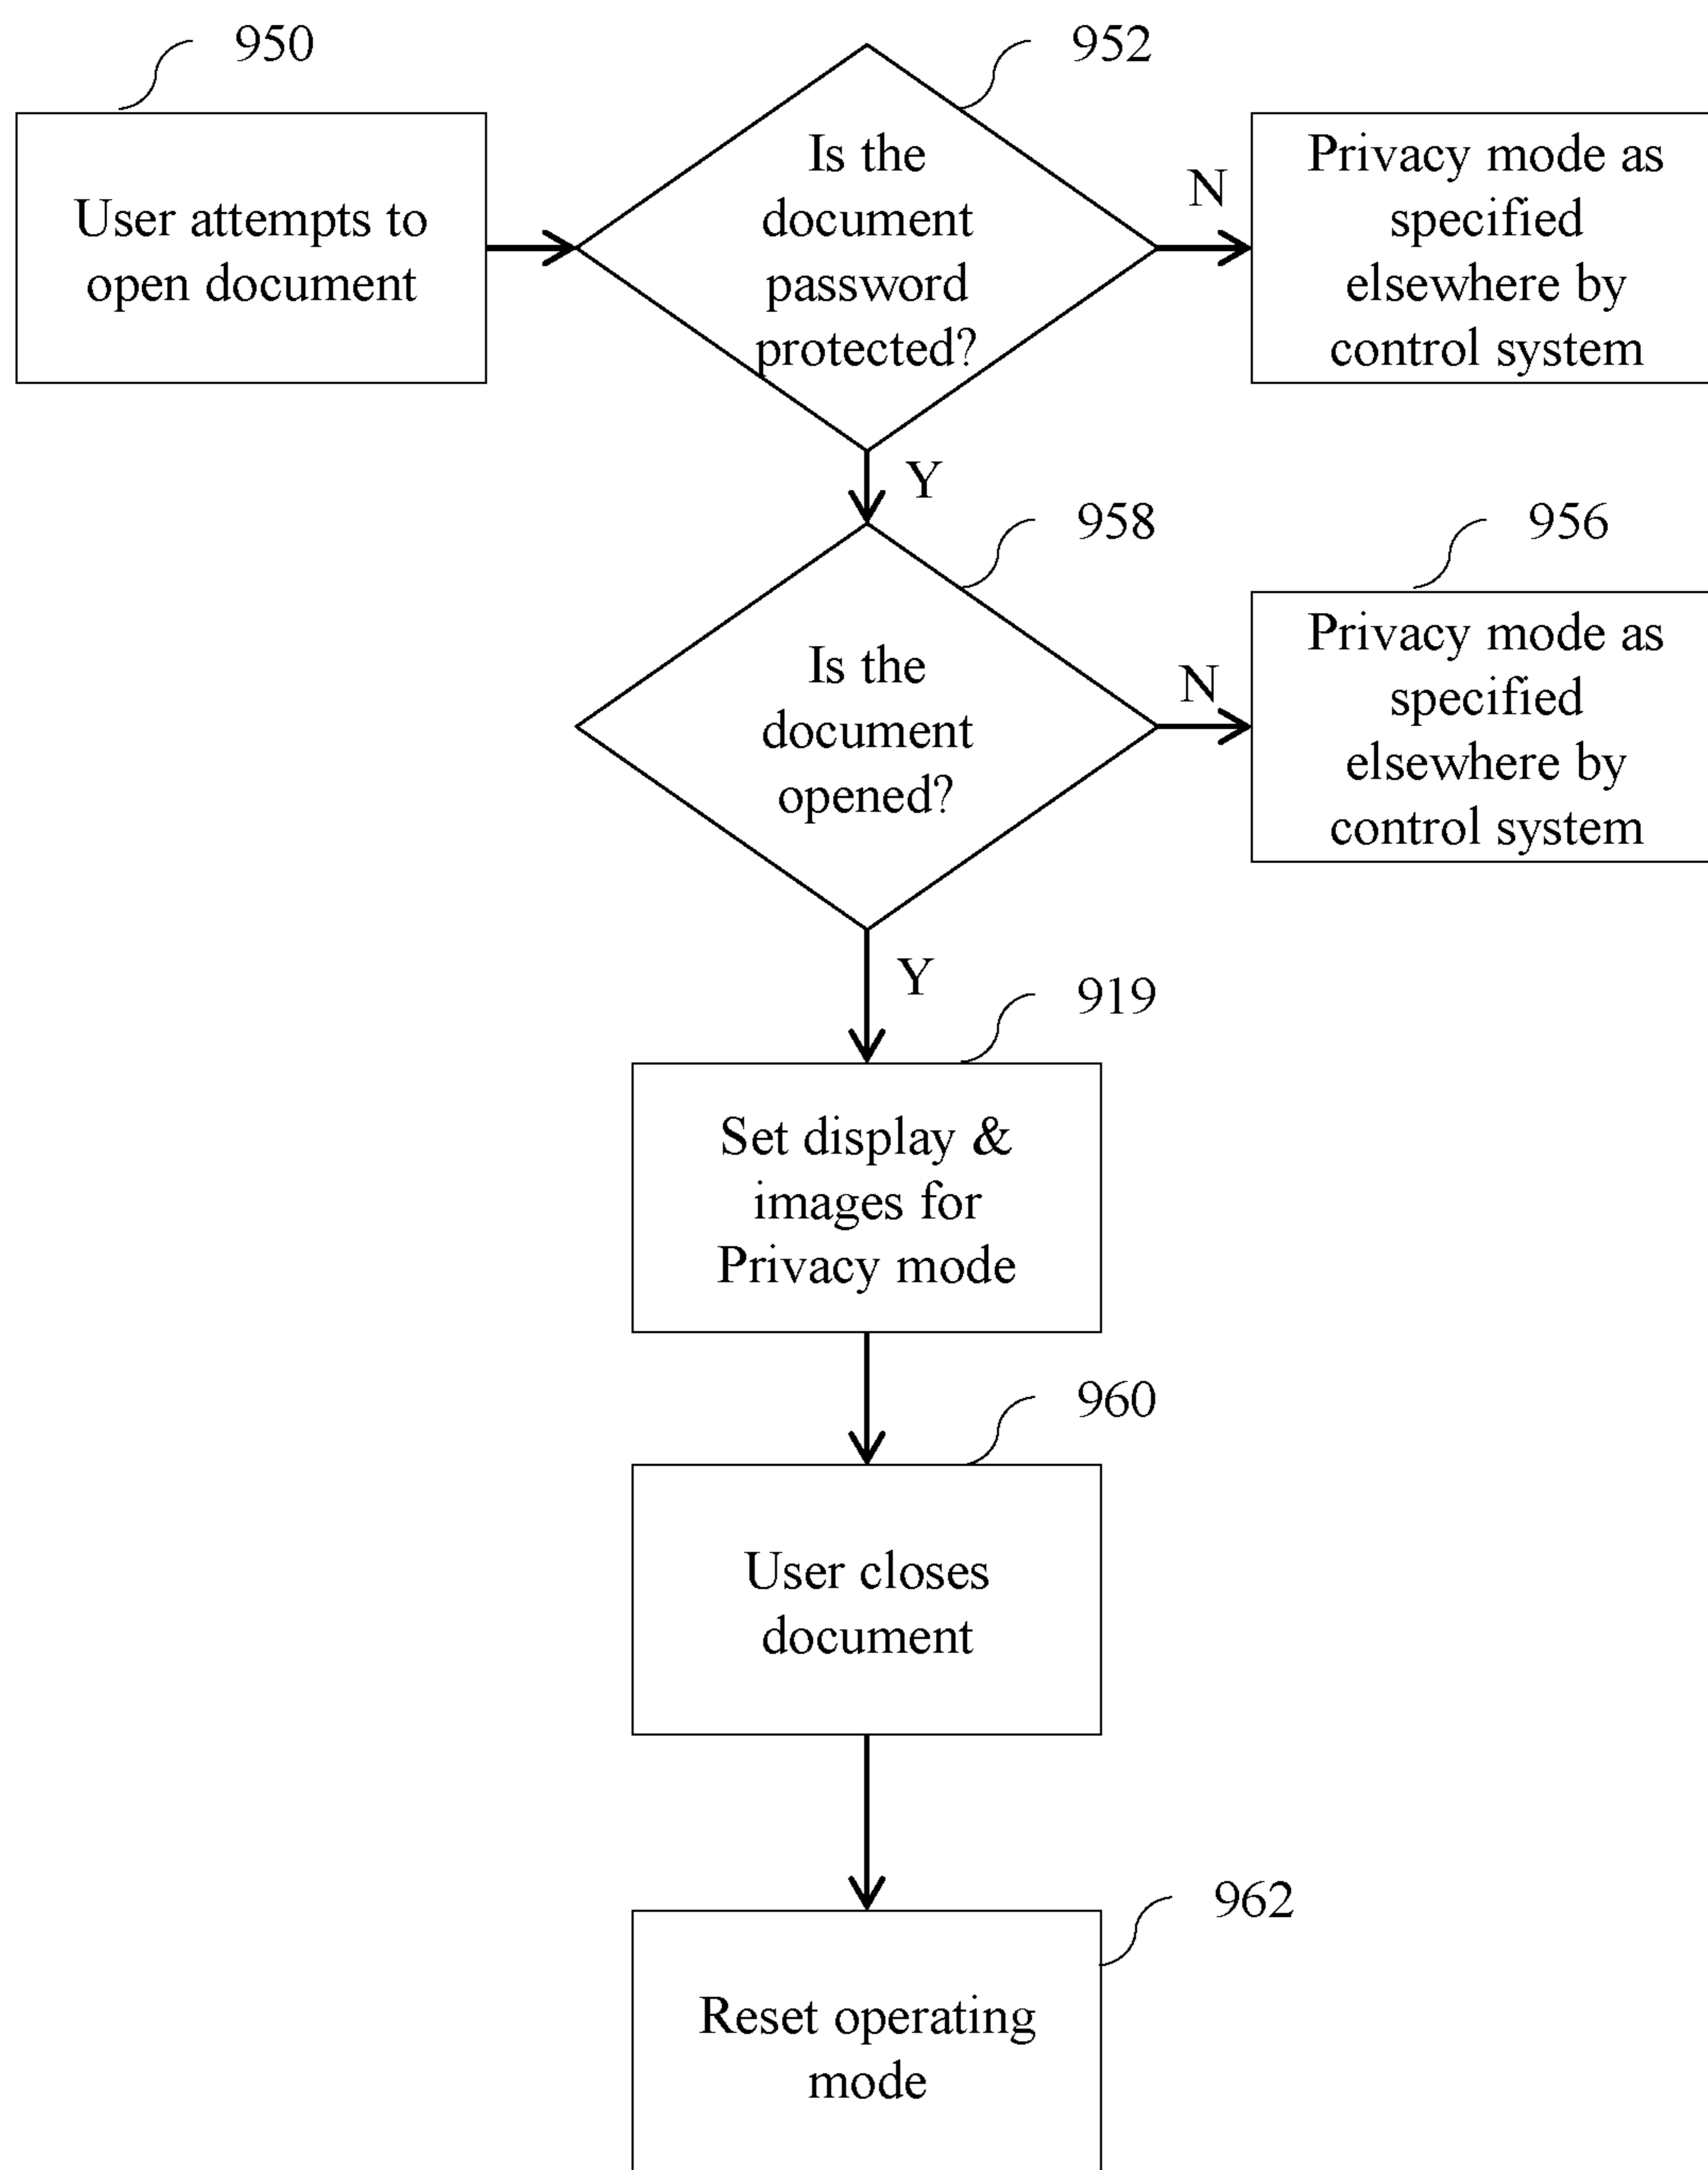 950
User attempts to
open document
952
Is the
document
password
protected?
N
Privacy mode as
specified
elsewhere by
control system
Y
958
Is the
document
opened?
N
956
Privacy mode as
specified
elsewhere by
control system
Y
919
Set display &
images for
Privacy mode
960
User closes
document
962
Reset operating
mode